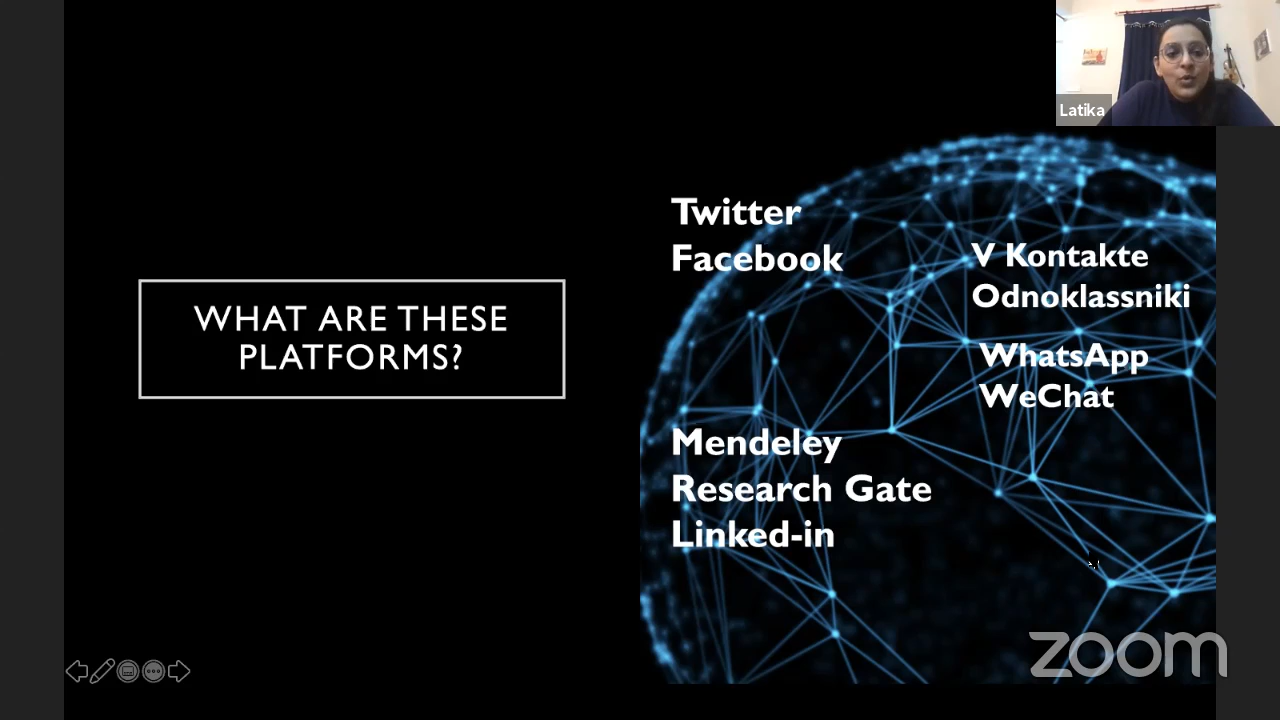 Latika
WHAT ARE THESE
PLATFORMS?
Twitter
Facebook
V Kontakte
Odnoklassniki
WhatsApp
WeChat
Mendeley
Research Gate
Linked-in
zoom